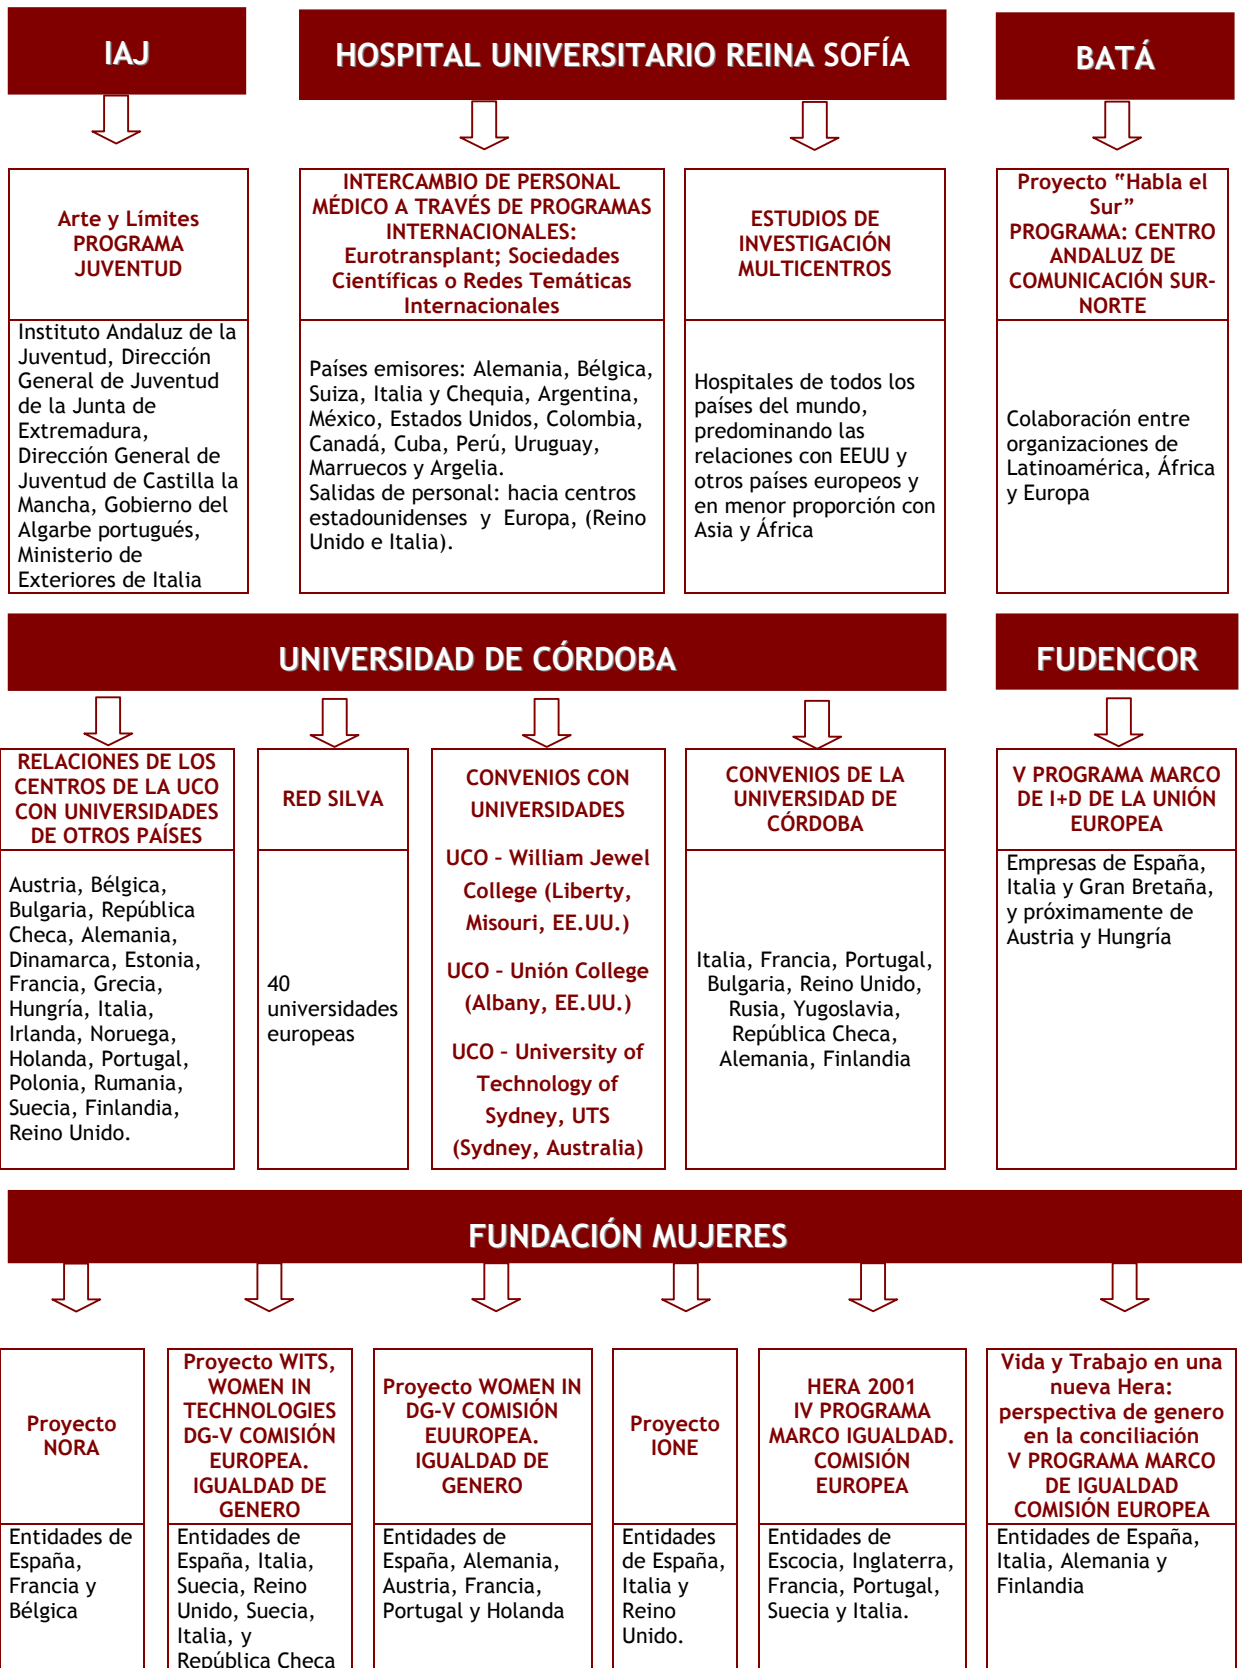 IAJ
HOSPITAL UNIVERSITARIO REINA SOFÍA
BATÁ
Arte y Límites
PROGRAMA
JUVENTUD
INTERCAMBIO DE PERSONAL
MÉDICO A TRAVÉS DE PROGRAMAS
INTERNACIONALES:
Eurotransplant; Sociedades
Científicas o Redes Temáticas
Internacionales
ESTUDIOS DE
INVESTIGACIÓN
MULTICENTROS
Proyecto “Habla el
Sur”
PROGRAMA: CENTRO
ANDALUZ DE
COMUNICACIÓN SUR-
NORTE
Instituto Andaluz de la
Juventud, Dirección
General de Juventud
de la Junta de
Extremadura,
Dirección General de
Juventud de Castilla la
Mancha, Gobierno del
Algarbe portugués,
Ministerio de
Exteriores de Italia
Países emisores: Alemania, Bélgica,
Suiza, Italia y Chequia, Argentina,
México, Estados Unidos, Colombia,
Canadá, Cuba, Perú, Uruguay,
Marruecos y Argelia.
Salidas de personal: hacia centros
estadounidenses y Europa, (Reino
Unido e Italia).
Hospitales de todos los
países del mundo,
predominando las
relaciones con EEUU y
otros países europeos y
en menor proporción con
Asia y África
Colaboración entre
organizaciones de
Latinoamérica, África
y Europa
UNIVERSIDAD DE CÓRDOBA
FUDENCOR
RELACIONES DE LOS
CENTROS DE LA UCO
CON UNIVERSIDADES
DE OTROS PAÍSES
RED SILVA
CONVENIOS CON
UNIVERSIDADES
UCO – William Jewel
College (Liberty,
Misouri, EE.UU.)
UCO – Unión College
(Albany, EE.UU.)
UCO – University of
Technology of
Sydney, UTS
(Sydney, Australia)
CONVENIOS DE LA
UNIVERSIDAD DE
CÓRDOBA
V PROGRAMA MARCO
DE I+D DE LA UNIÓN
EUROPEA
Austria, Bélgica,
Bulgaria, República
Checa, Alemania,
Dinamarca, Estonia,
Francia, Grecia,
Hungría, Italia,
Irlanda, Noruega,
Holanda, Portugal,
Polonia, Rumania,
Suecia, Finlandia,
Reino Unido.
40
universidades
europeas
Italia, Francia, Portugal,
Bulgaria, Reino Unido,
Rusia, Yugoslavia,
República Checa,
Alemania, Finlandia
Empresas de España,
Italia y Gran Bretaña,
y próximamente de
Austria y Hungría
FUNDACIÓN MUJERES
Proyecto
NORA
Proyecto WITS,
WOMEN IN
TECHNOLOGIES
DG-V COMISIÓN
EUROPEA.
IGUALDAD DE
GENERO
Proyecto WOMEN IN
DG-V COMISIÓN
EUUROPEA.
IGUALDAD DE
GENERO
Proyecto
IONE
HERA 2001
IV PROGRAMA
MARCO IGUALDAD.
COMISIÓN
EUROPEA
Vida y Trabajo en una
nueva Hera:
perspectiva de genero
en la conciliación
V PROGRAMA MARCO
DE IGUALDAD
COMISIÓN EUROPEA
Entidades de
España,
Francia y
Bélgica
Entidades de
España, Italia,
Suecia, Reino
Unido, Suecia,
Italia, y
República Checa
Entidades de
España, Alemania,
Austria, Francia,
Portugal y Holanda
Entidades
de España,
Italia y
Reino
Unido.
Entidades de
Escocia, Inglaterra,
Francia, Portugal,
Suecia y Italia.
Entidades de España,
Italia, Alemania y
Finlandia